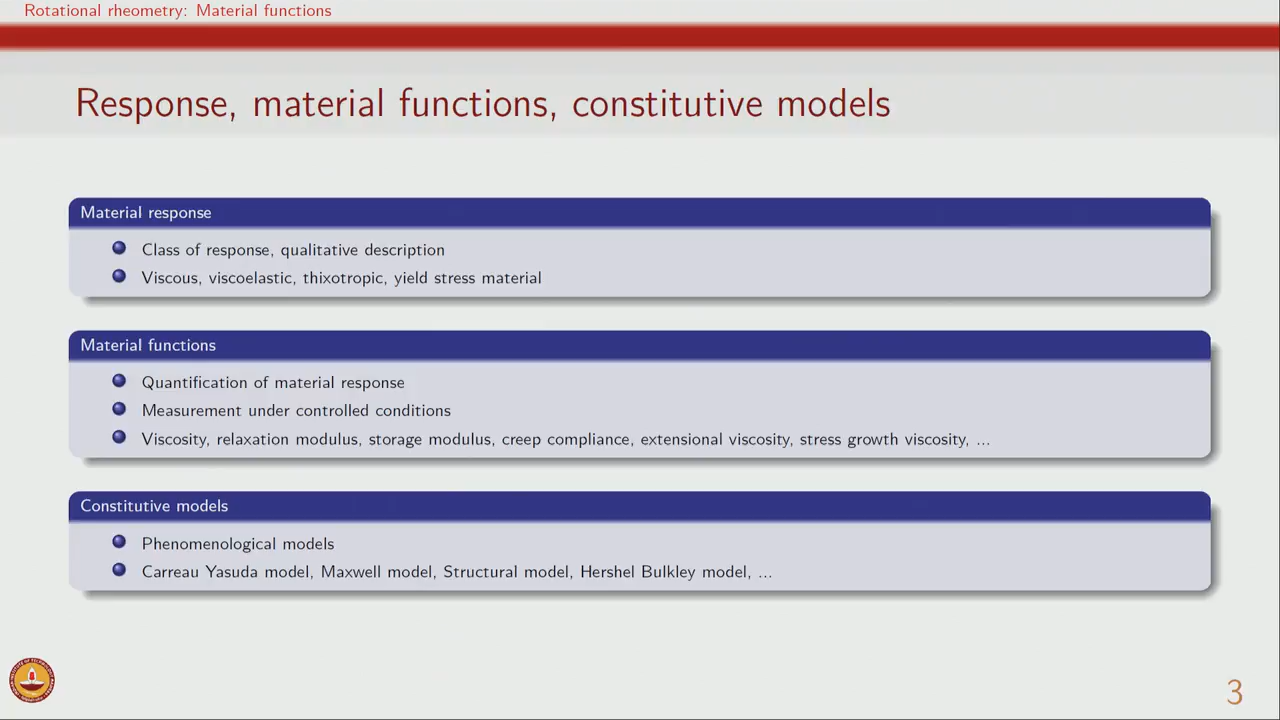 Rotational rheometry: Material functions
Response, material functions, constitutive models
Material response
Class of response, qualitative description
Viscous, viscoelastic, thixotropic, yield stress material
Material functions
Quantification of material response
Measurement under controlled conditions
Viscosity, relaxation modulus, storage modulus, creep compliance, extensional viscosity, stress growth viscosity, ...
Constitutive models
Phenomenological models
Carreau Yasuda model, Maxwell model, Structural model, Hershel Bulkley model, ...
3